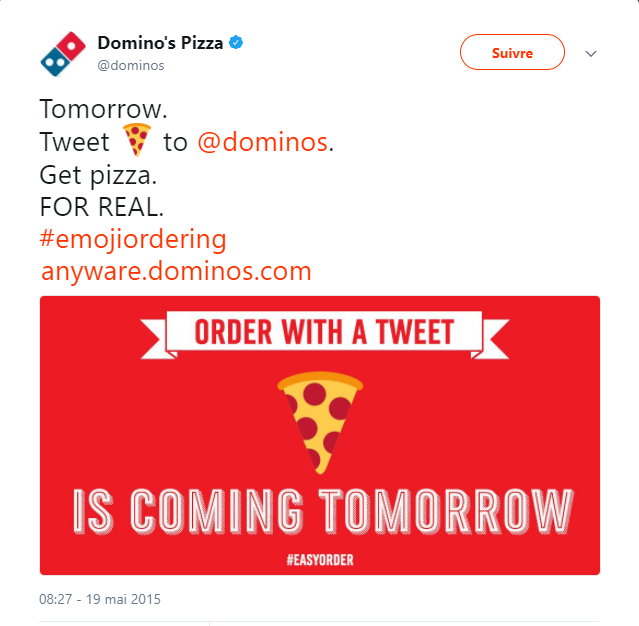 Domino's Pizza
@dominos
Suivre
Tomorrow.
Tweet 🍕 to @dominos.
Get pizza.
FOR REAL.
#emojiordering
anyware.dominos.com
ORDER WITH A TWEET
IS COMING TOMORROW
#EASYORDER
08:27 - 19 mai 2015